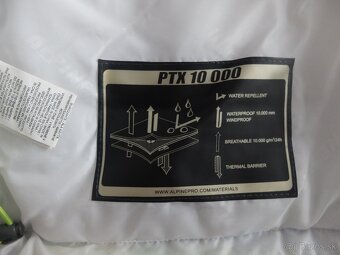 PTX 10 000
WATER REPELLENT
WATERPROOF 10.000 mm
WINDPROOF
BREATHABLE 10.000 g/m²/24h
THERMAL BARRIER
WWW.ALPINEPRO.COM/MATERIALS